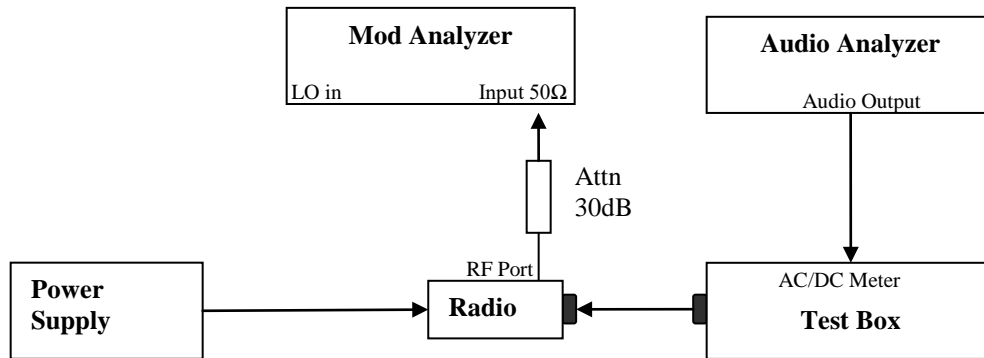 Mod Analyzer
LO in
Input 50Ω
Audio Analyzer
Audio Output
Attn
30dB
RF Port
Power
Supply
Radio
AC/DC Meter
Test Box